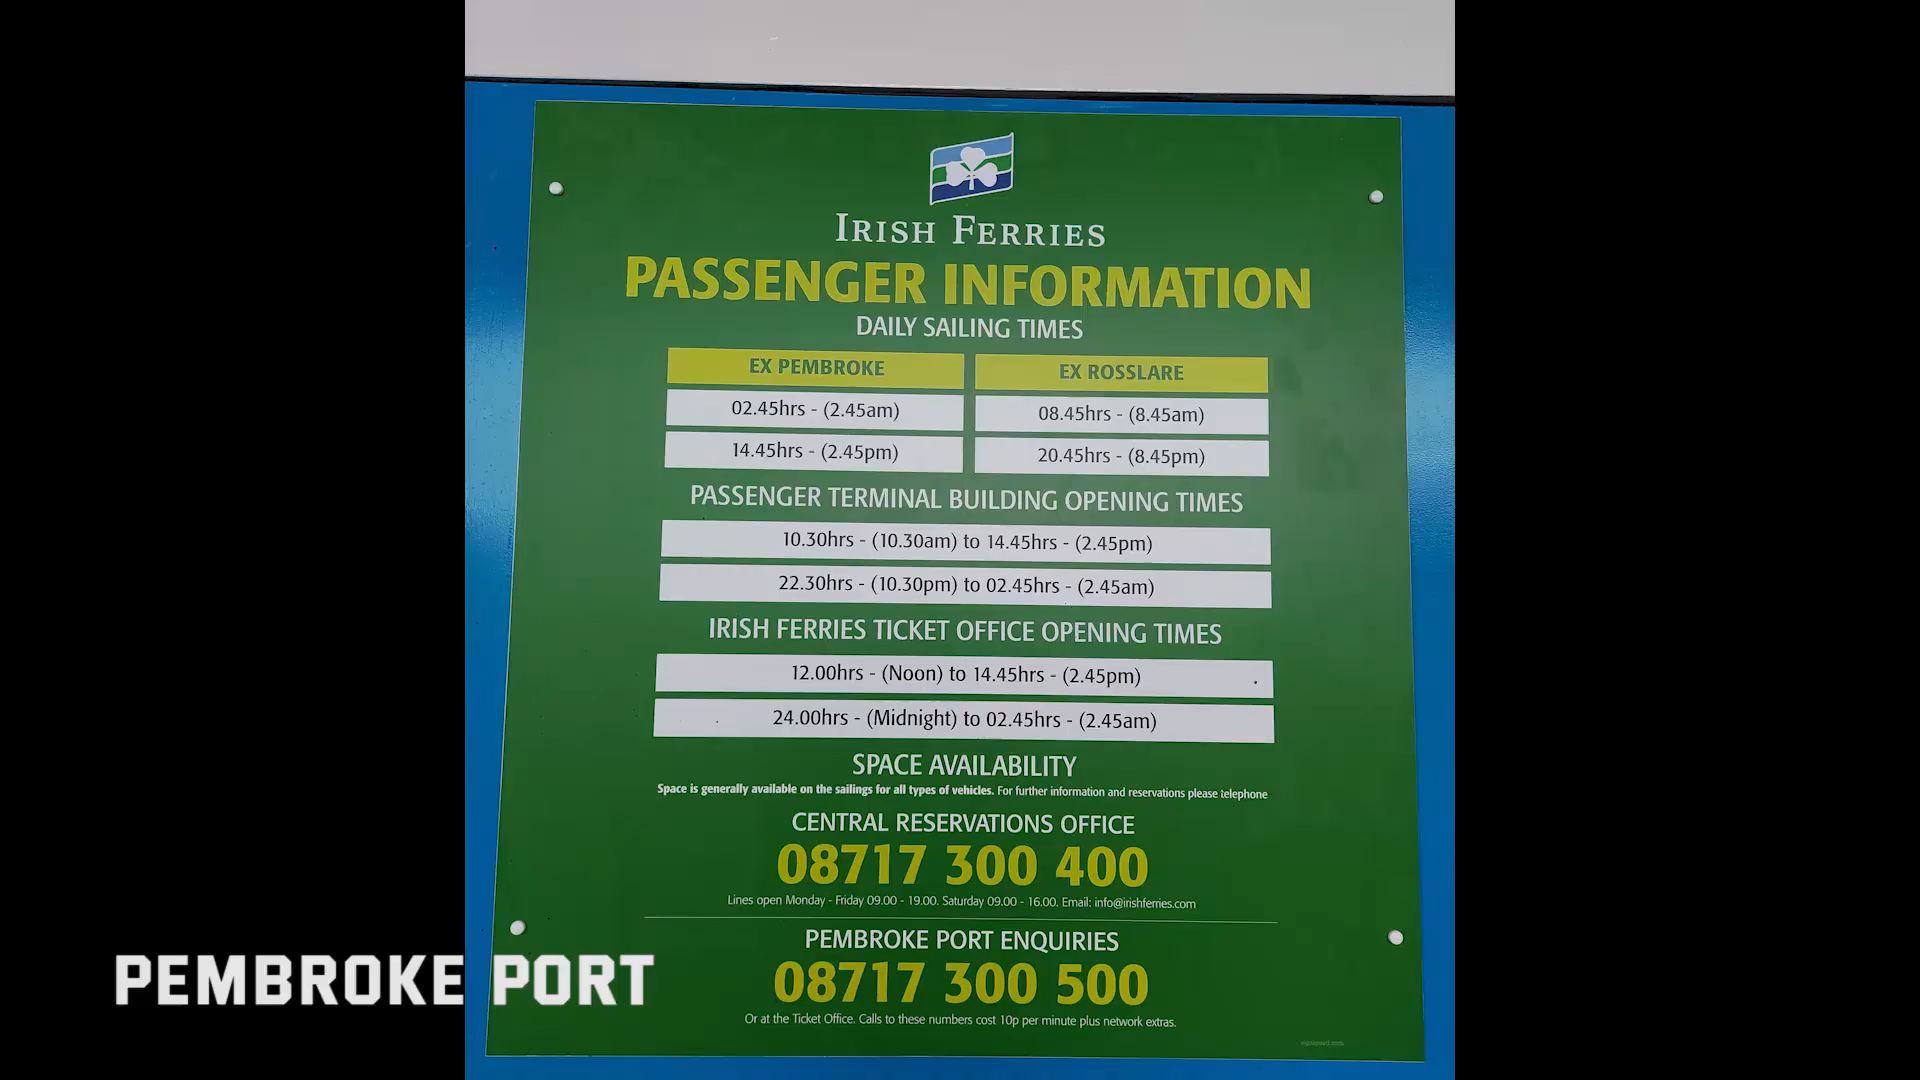 IRISH FERRIES
PASSENGER INFORMATION
DAILY SAILING TIMES
EX PEMBROKE
EX ROSSLARE
02.45hrs - (2.45am)
08.45hrs - (8.45am)
14.45hrs - (2.45pm)
20.45hrs - (8.45pm)
PASSENGER TERMINAL BUILDING OPENING TIMES
10.30hrs - (10.30am) to 14.45hrs - (2.45pm)
22.30hrs - (10.30pm) to 02.45hrs - (2.45am)
IRISH FERRIES TICKET OFFICE OPENING TIMES
12.00hrs - (Noon) to 14.45hrs - (2.45pm)
24.00hrs - (Midnight) to 02.45hrs - (2.45am)
SPACE AVAILABILITY
Space is generally available on the sailings for all types of vehicles. For further information and reservations please telephone
CENTRAL RESERVATIONS OFFICE
08717 300 400
Lines open Monday - Friday 09.00 - 19.00. Saturday 09.00 - 16.00. Email: info@irishferries.com
PEMBROKE PORT ENQUIRIES
08717 300 500
Or at the Ticket Office. Calls to these numbers cost 10p per minute plus network extras.
PEMBROKE PORT